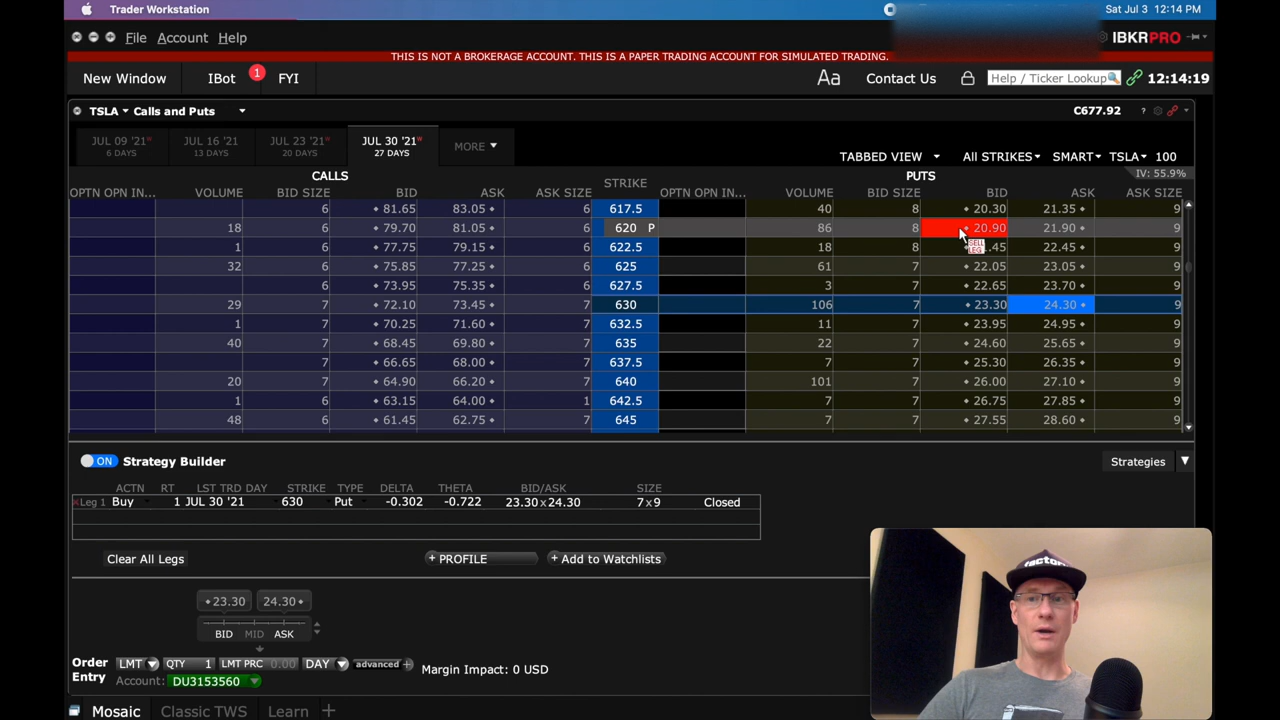 Trader Workstation Sat Jul 3 12:14 PM
File Account Help IBKRPRO
THIS IS NOT A BROKERAGE ACCOUNT. THIS IS A PAPER TRADING ACCOUNT FOR SIMULATED TRADING.
New Window IBot 1 FYI Aa Contact Us Help / Ticker Lookup 12:14:19
TSLA Calls and Puts C677.92 ?
JUL 09 '21 W JUL 16 '21 JUL 23 '21 W JUL 30 '21 W MORE
6 DAYS 13 DAYS 20 DAYS 27 DAYS
TABBED VIEW All STRIKES SMART TSLA 100
IV: 55.9%
CALLS STRIKE PUTS
OPTN OPN IN... VOLUME BID SIZE BID ASK ASK SIZE OPTN OPN IN... VOLUME BID SIZE BID ASK ASK SIZE
6 81.65 83.05 6 617.5 40 8 20.30 21.35 9
18 6 79.70 81.05 6 620 P 86 8 20.90 21.90 9
1 6 77.75 79.15 6 622.5 18 8 .45 22.45 9
SELL LEG
32 6 75.85 77.25 6 625 61 7 22.05 23.05 9
6 73.95 75.35 6 627.5 3 7 22.65 23.70 9
29 7 72.10 73.45 7 630 106 7 23.30 24.30 9
1 7 70.25 71.60 7 632.5 11 7 23.95 24.95 9
40 7 68.45 69.80 7 635 22 7 24.60 25.65 9
7 66.65 68.00 7 637.5 7 7 25.30 26.35 9
20 7 64.90 66.20 7 640 101 7 26.00 27.10 9
1 6 63.15 64.00 1 642.5 7 7 26.75 27.85 9
48 6 61.45 62.75 7 645 7 7 27.55 28.60 9
ON Strategy Builder Strategies
ACTN RT LST TRD DAY STRIKE TYPE DELTA THETA BID/ASK SIZE
Leg 1 Buy 1 JUL 30 '21 630 Put -0.302 -0.722 23.30 x 24.30 7 x 9 Closed
Clear All Legs + PROFILE + Add to Watchlists
23.30 24.30
BID MID ASK
Order Entry LMT QTY 1 LMT PRC 0.00 DAY advanced + Margin Impact: 0 USD
Account: DU3153560
Mosaic Classic TWS Learn +
factory